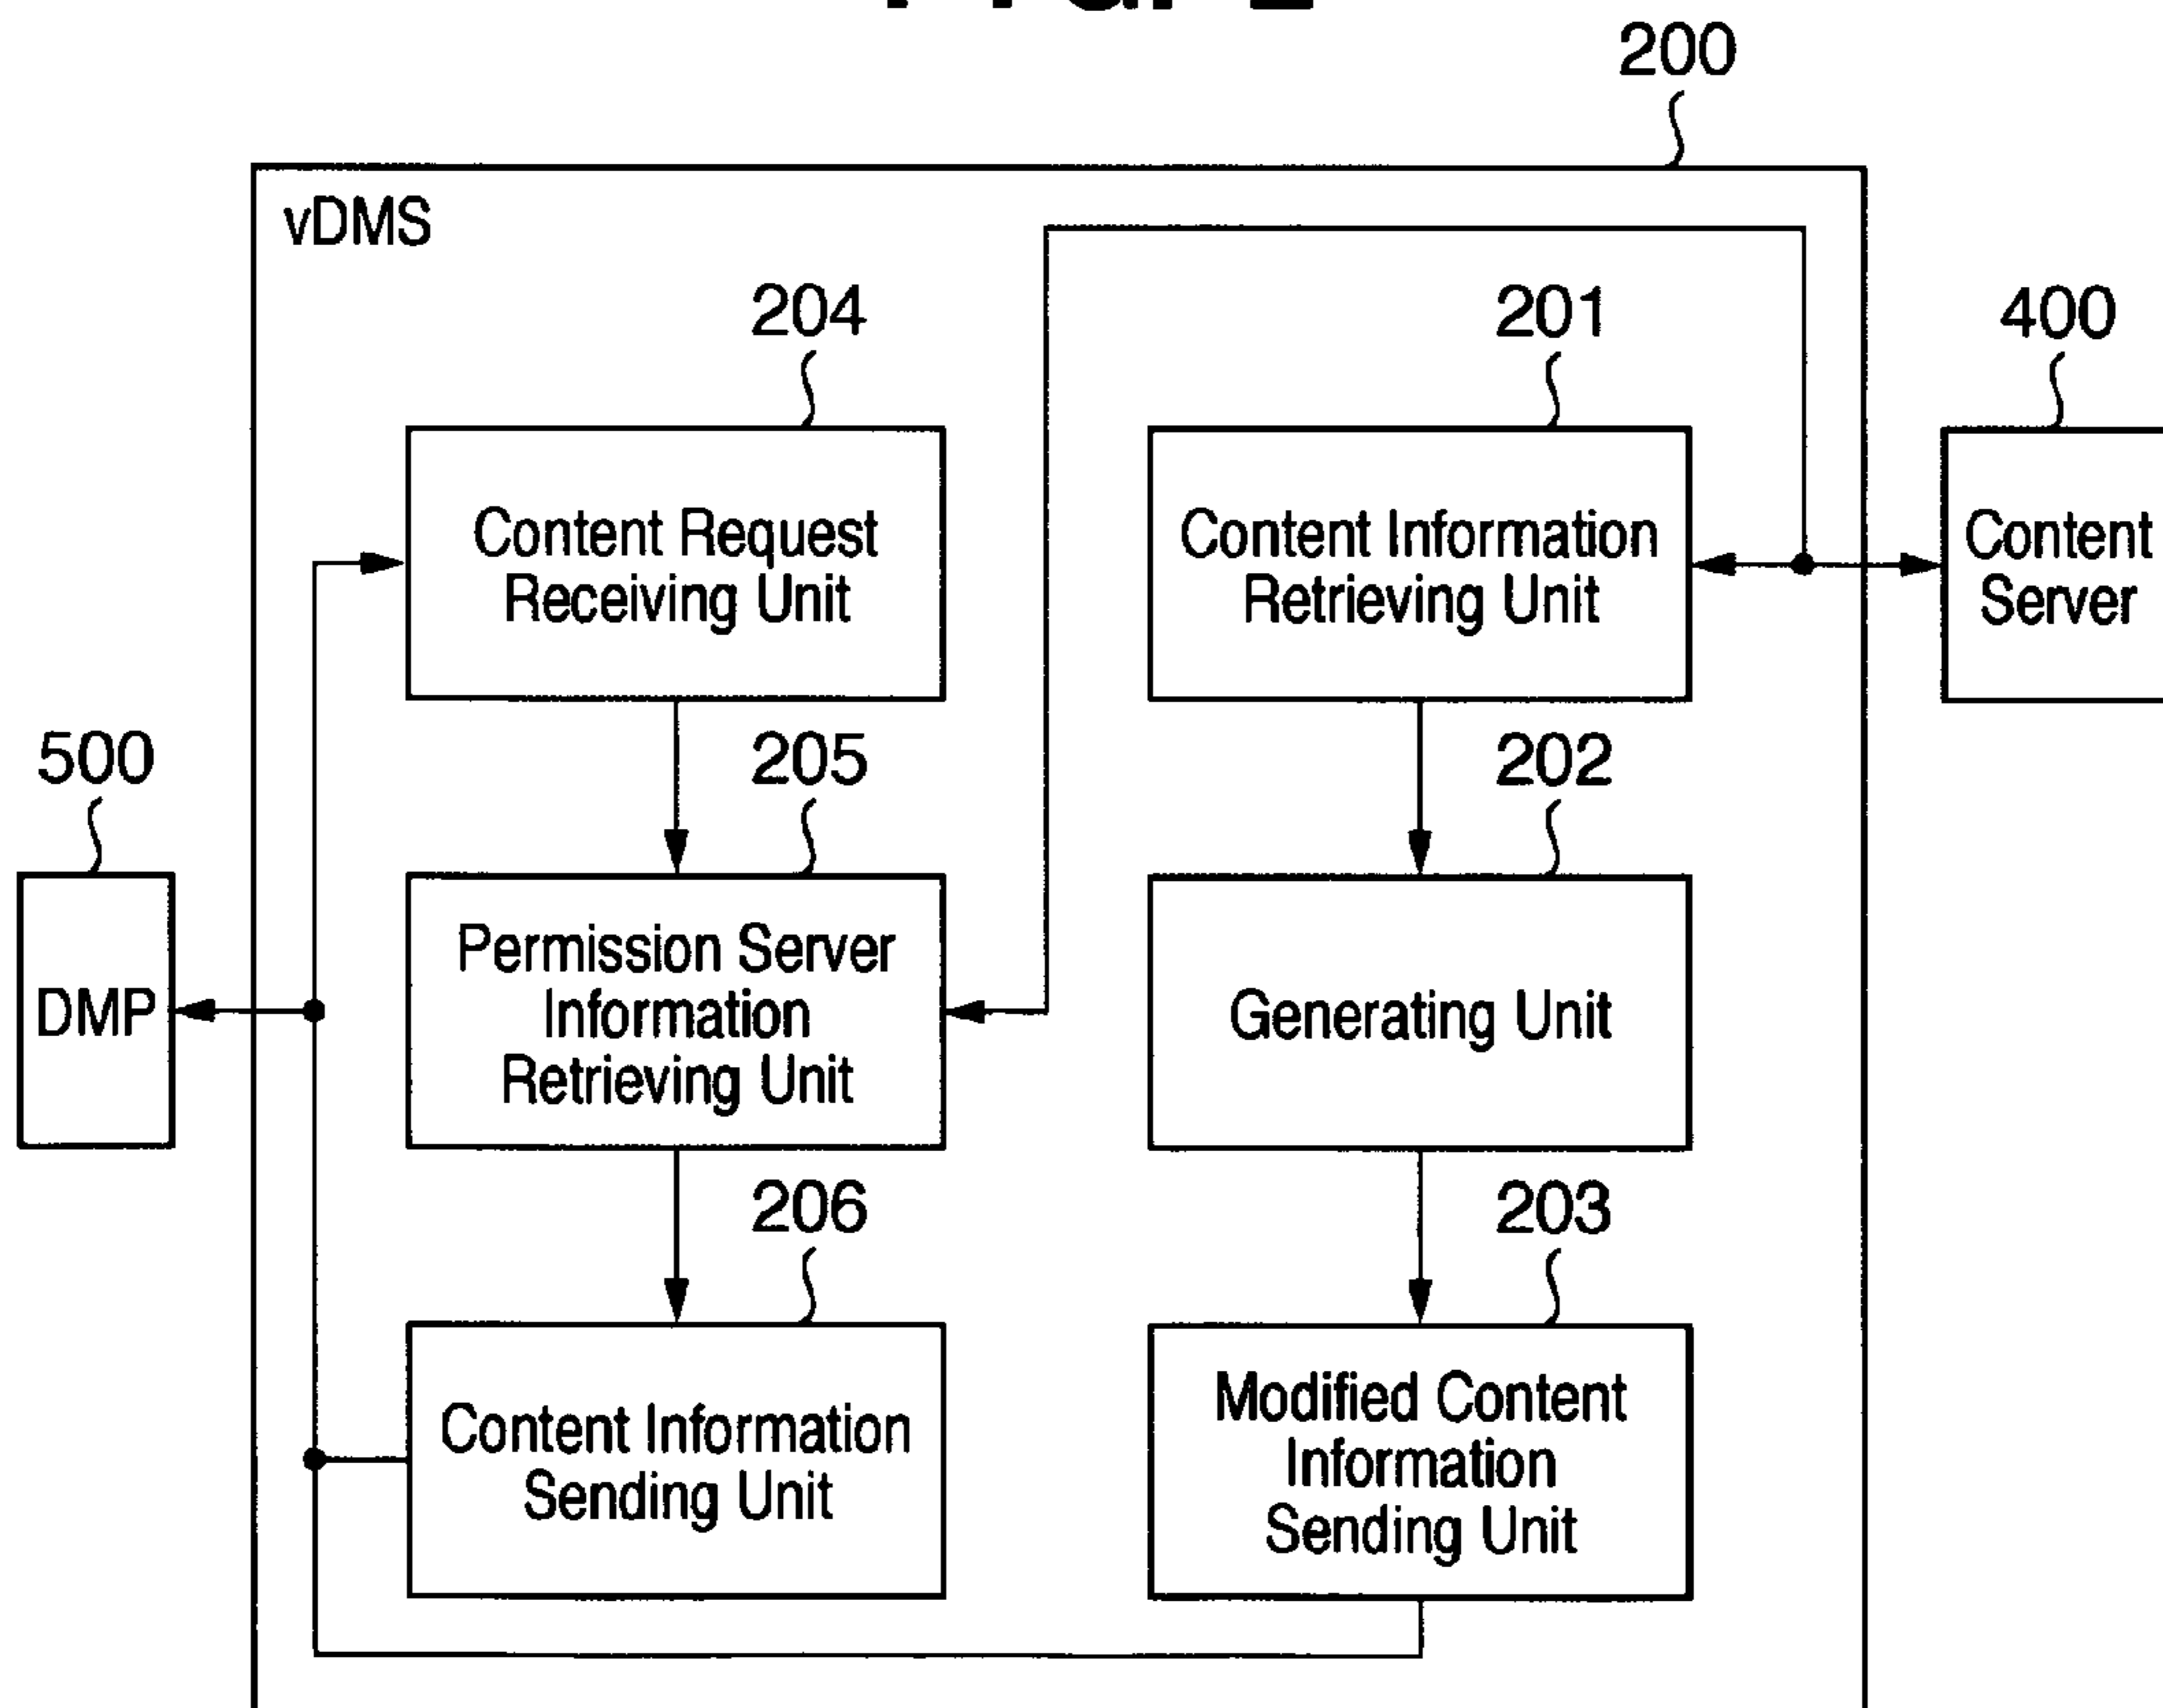 200
vDMS
204
201
400
Content Request
Receiving Unit
Content Information
Retrieving Unit
Content
Server
500
205
202
DMP
Permission Server
Information
Retrieving Unit
Generating Unit
206
203
Content Information
Sending Unit
Modified Content
Information
Sending Unit